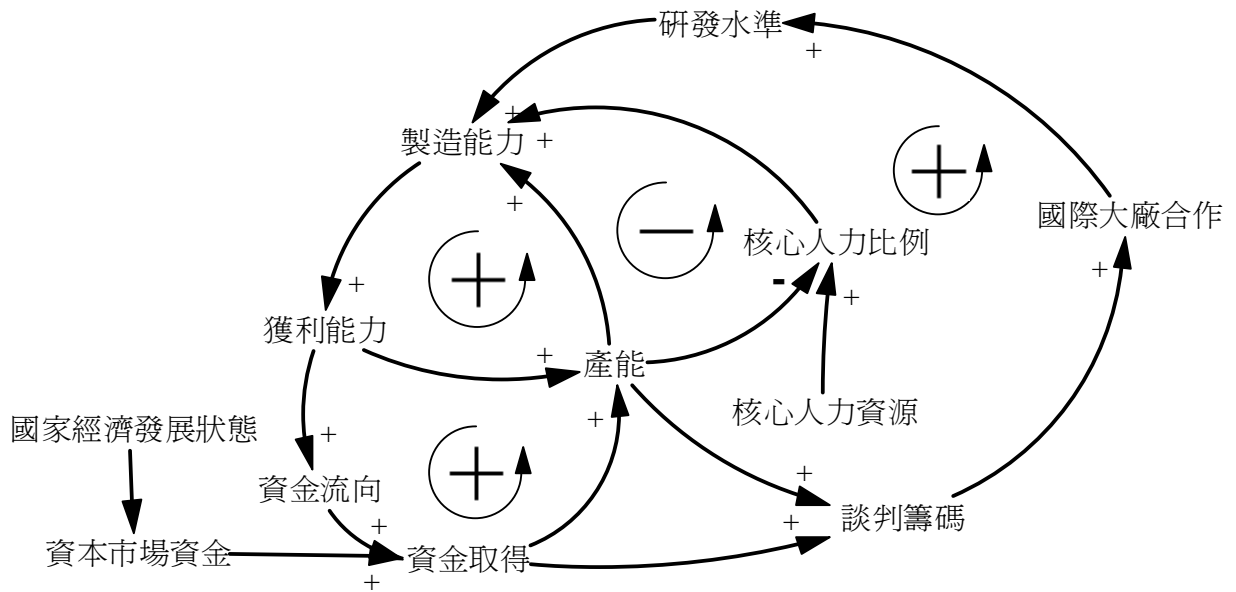 研發水準
+
+
製造能力
+
+
國際大廠合作
+
核心人力比例
+
-
+
+
獲利能力
+
產能
+
核心人力資源
國家經濟發展狀態
+
+
資金流向
+
+
談判籌碼
資本市場資金
資金取得
+